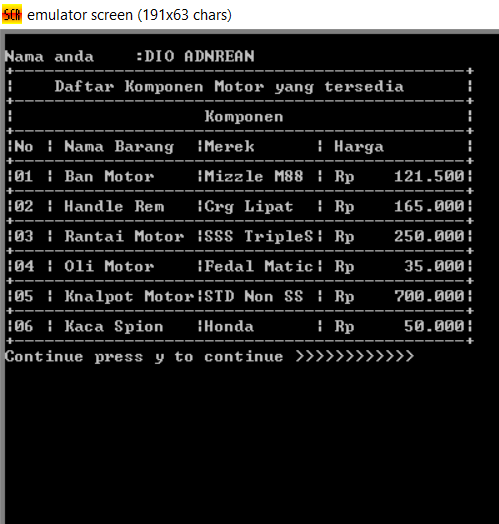 SCR emulator screen (191x63 chars)
Nama anda    :DIO ADNREAN
+---------------------------------------------+
|    Daftar Komponen Motor yang tersedia      |
+---------------------------------------------+
|                   Komponen                  |
+---------------------------------------------+
|No | Nama Barang  |Merek      | Harga        |
+---------------------------------------------+
|01 | Ban Motor    |Mizzle M88 | Rp    121.500|
+---------------------------------------------+
|02 | Handle Rem   |Crg Lipat  | Rp    165.000|
+---------------------------------------------+
|03 | Rantai Motor |SSS TripleS| Rp    250.000|
+---------------------------------------------+
|04 | Oli Motor    |Fedal Matic| Rp     35.000|
+---------------------------------------------+
|05 | Knalpot Motor|STD Non SS | Rp    700.000|
+---------------------------------------------+
|06 | Kaca Spion   |Honda      | Rp     50.000|
+---------------------------------------------+
Continue press y to continue >>>>>>>>>>>>